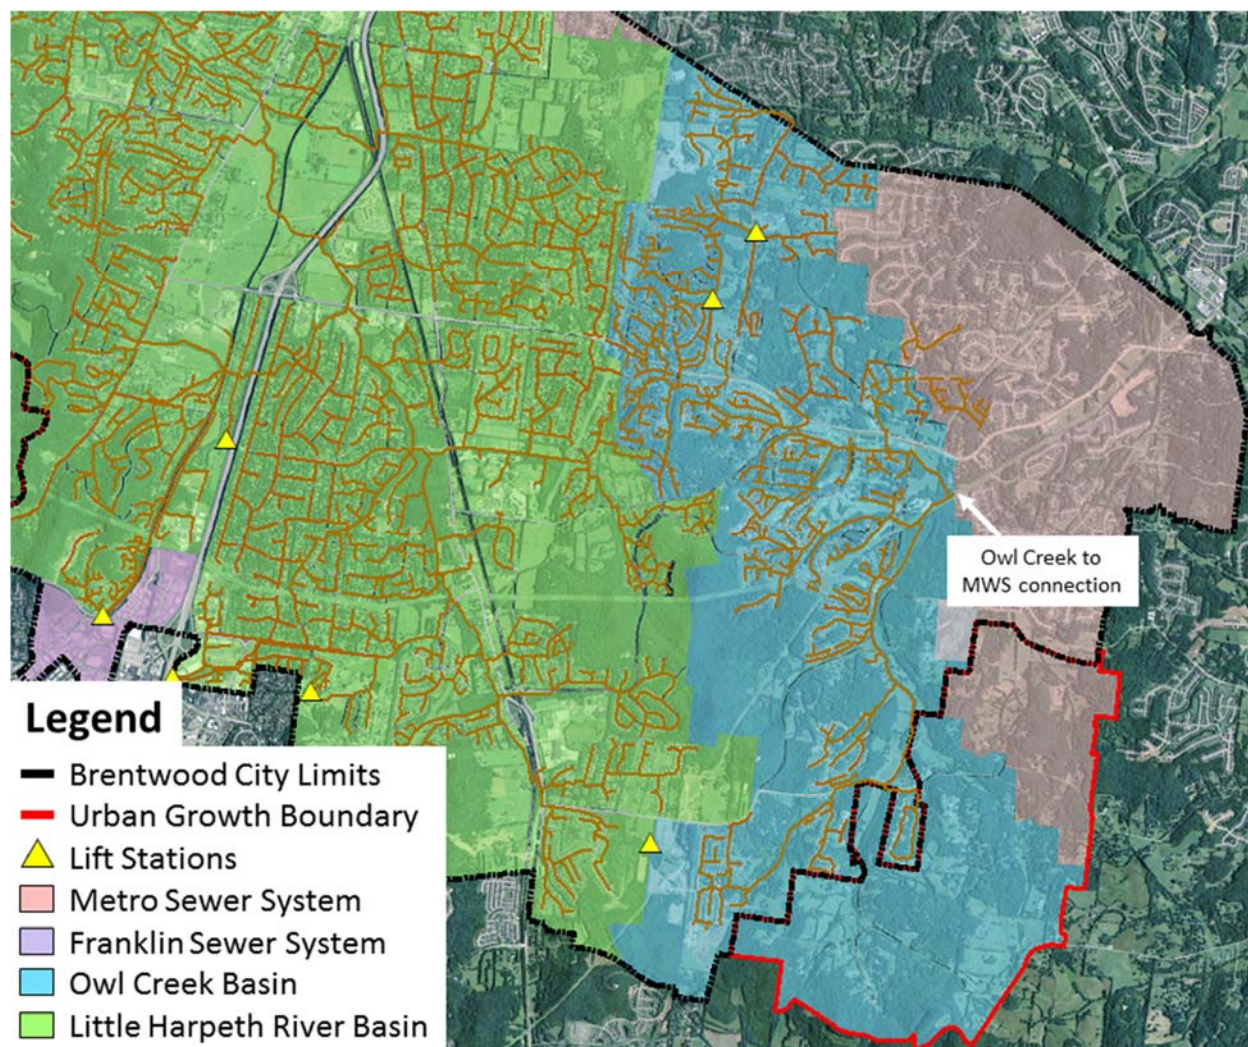 Owl Creek to
MWS connection
Legend
Brentwood City Limits
Urban Growth Boundary
Lift Stations
Metro Sewer System
Franklin Sewer System
Owl Creek Basin
Little Harpeth River Basin